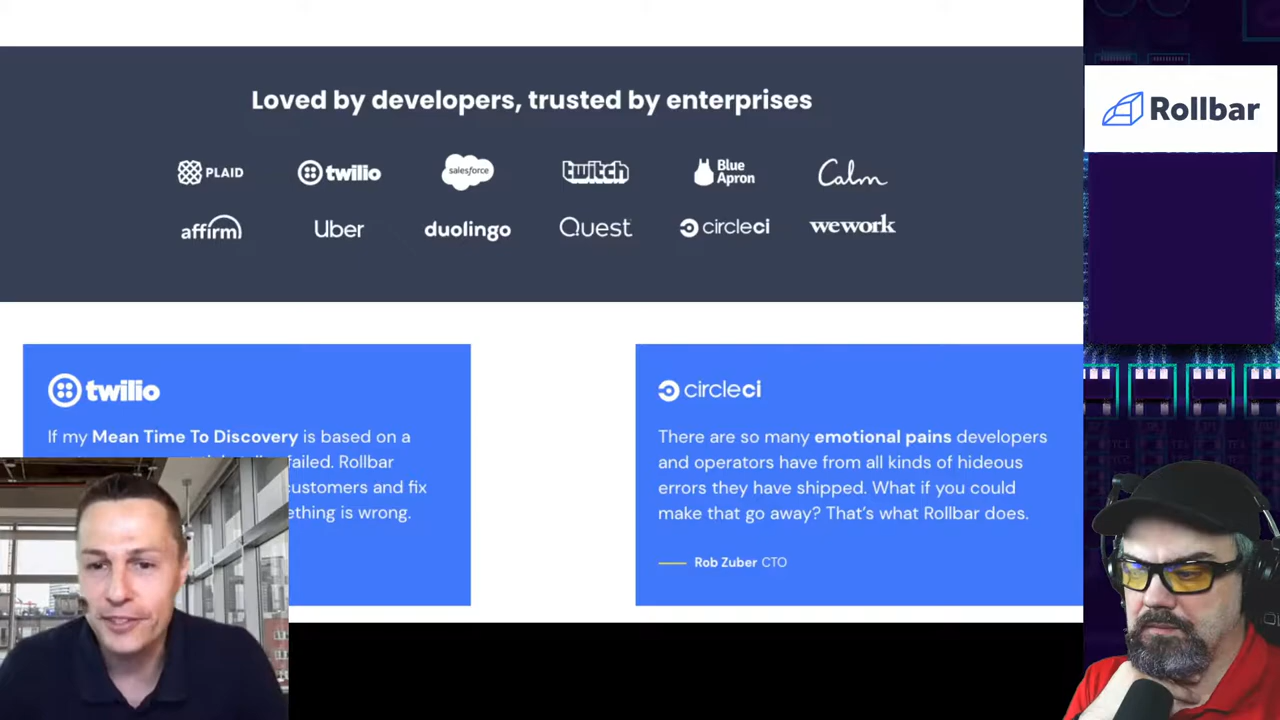 Loved by developers, trusted by enterprises
Rollbar
PLAID
twilio
salesforce
twitch
Blue
Apron
Calm
affirm
Uber
duolingo
Quest
circleci
wework
twilio
If my Mean Time To Discovery is based on a
failed. Rollbar
customers and fix
ething is wrong.
circleci
There are so many emotional pains developers
and operators have from all kinds of hideous
errors they have shipped. What if you could
make that go away? That's what Rollbar does.
Rob Zuber CTO